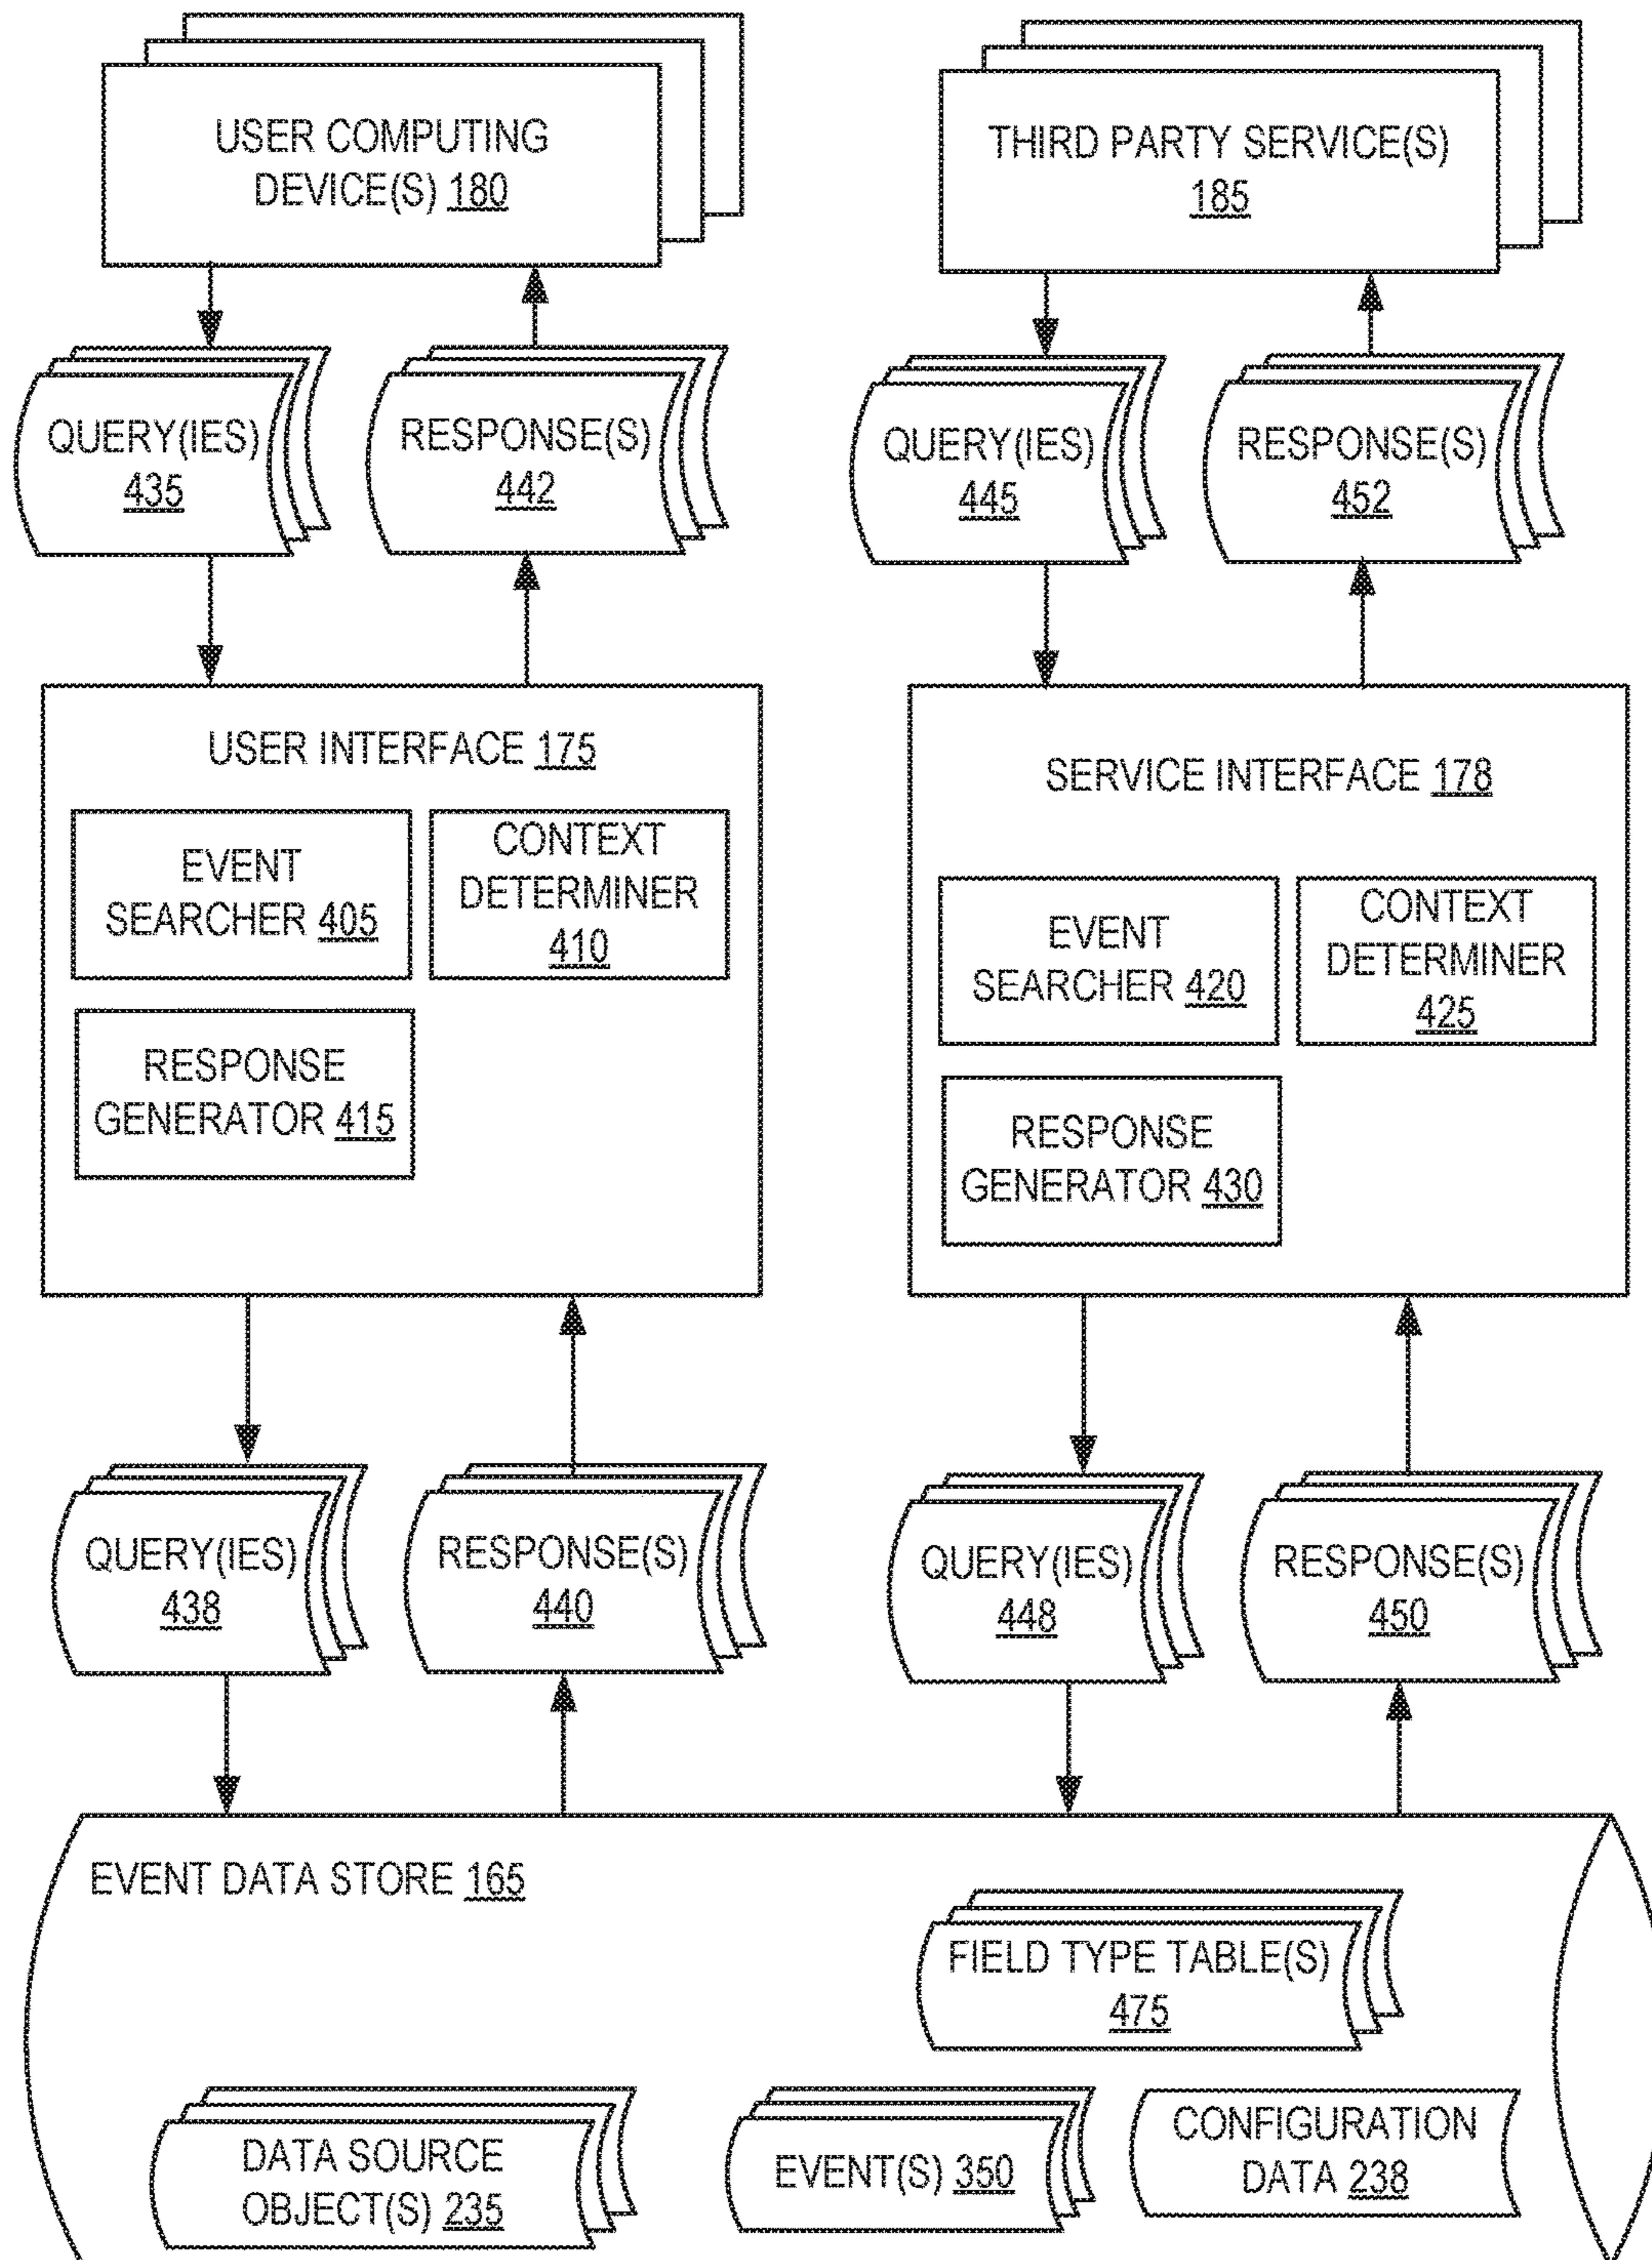 USER COMPUTING
DEVICE(S) 180
THIRD PARTY SERVICE(S)
185
QUERY(IES)
435
RESPONSE(S)
442
QUERY(IES)
445
RESPONSE(S)
452
USER INTERFACE 175
EVENT
SEARCHER 405
CONTEXT
DETERMINER
410
RESPONSE
GENERATOR 415
SERVICE INTERFACE 178
EVENT
SEARCHER 420
CONTEXT
DETERMINER
425
RESPONSE
GENERATOR 430
QUERY(IES)
438
RESPONSE(S)
440
QUERY(IES)
448
RESPONSE(S)
450
EVENT DATA STORE 165
FIELD TYPE TABLE(S)
475
DATA SOURCE
OBJECT(S) 235
EVENT(S) 350
CONFIGURATION
DATA 238